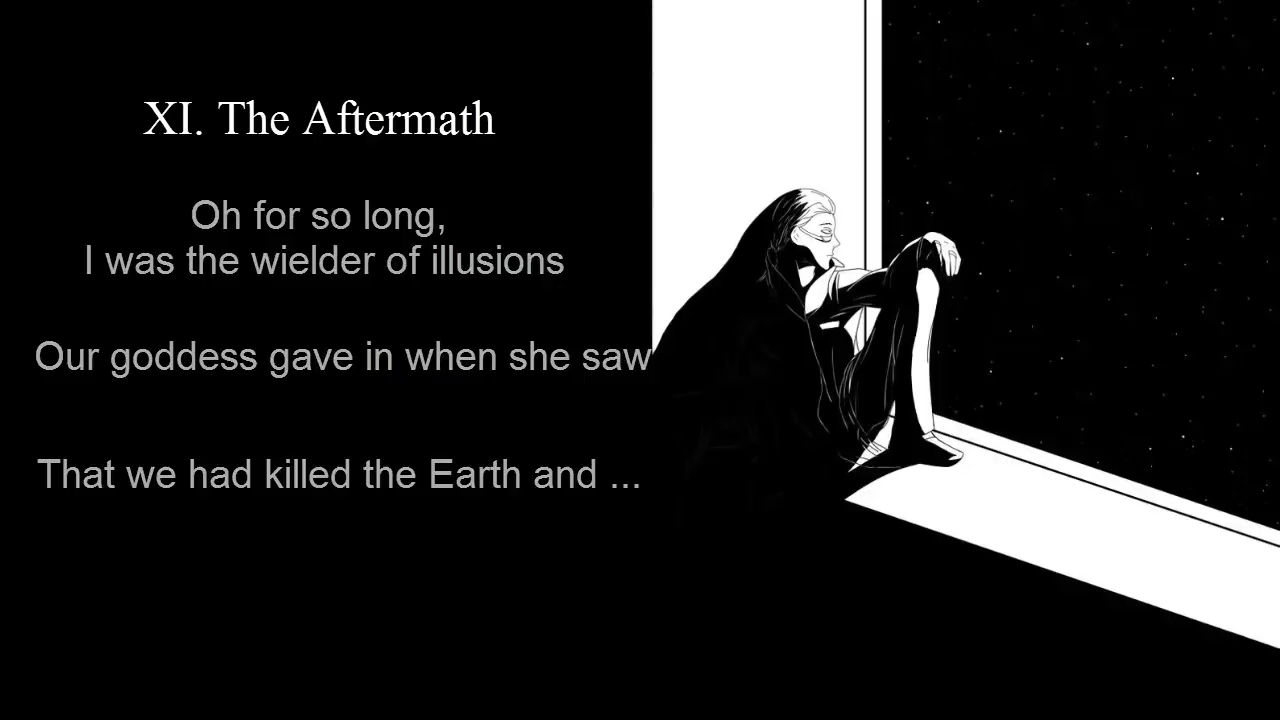 XI. The Aftermath
Oh for so long,
I was the wielder of illusions
Our goddess gave in when she saw
That we had killed the Earth and ...